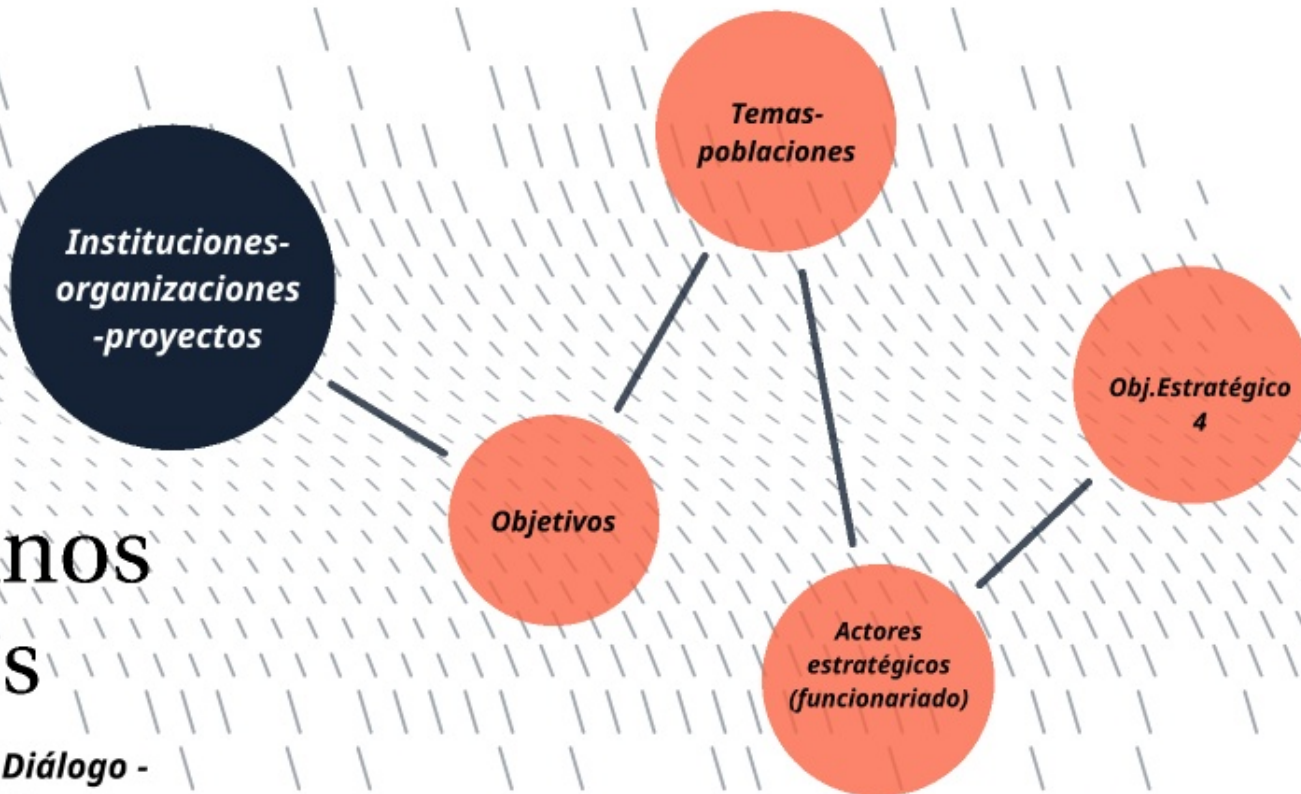 Temas-
poblaciones
Instituciones-
organizaciones
-proyectos
Obj.Estratégico
4
Objetivos
nos
s
Actores
estratégicos
(funcionariado)
Diálogo -